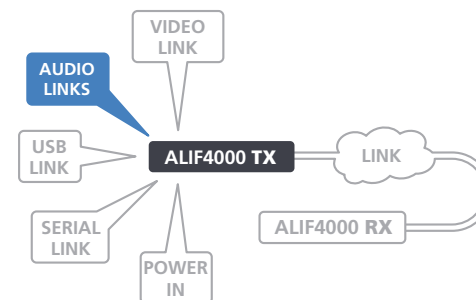 VIDEO
LINK
AUDIO
LINKS
USB
LINK
ALIF4000 TX
LINK
SERIAL
LINK
ALIF4000 RX
POWER
IN